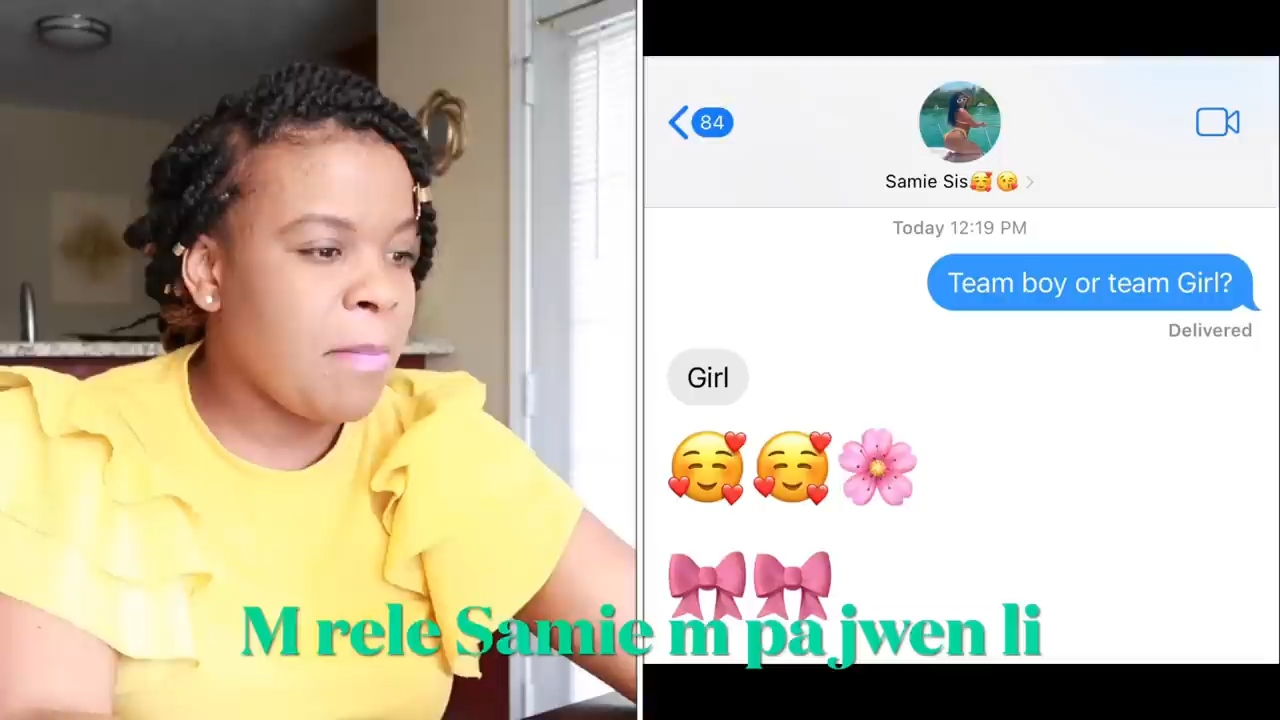 84
Samie Sis🥰😘
Today 12:19 PM
Team boy or team Girl?
Delivered
Girl
🥰🥰🌸
🎀🎀
M rele Samie m pa jwen li